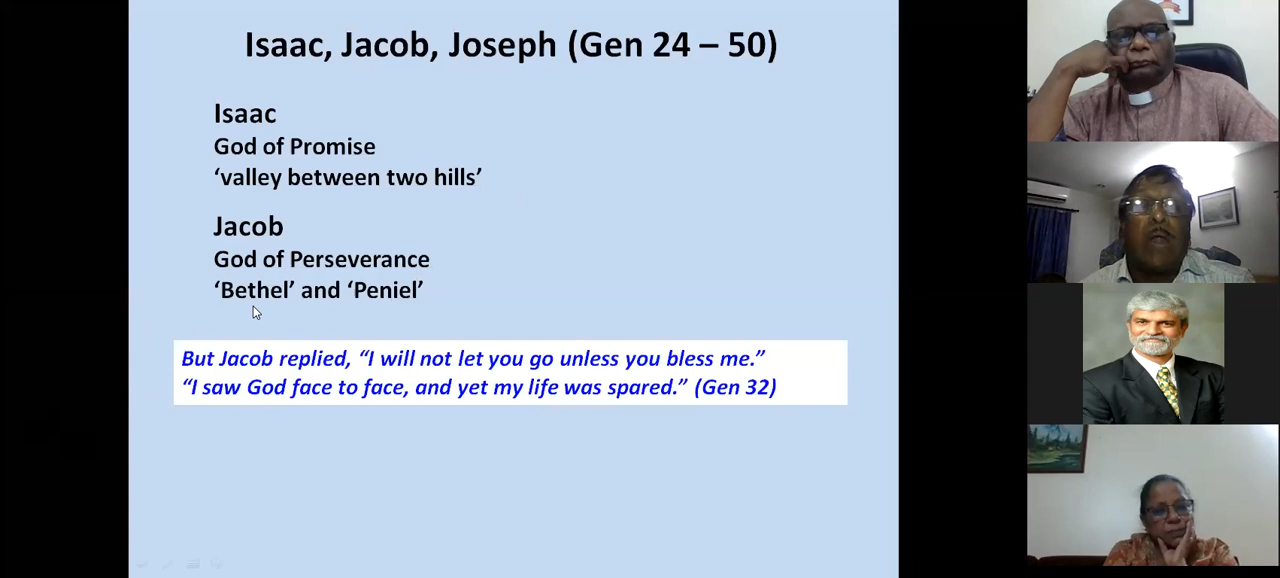 Isaac, Jacob, Joseph (Gen 24 – 50)
Isaac
God of Promise
‘valley between two hills’
Jacob
God of Perseverance
‘Bethel’ and ‘Peniel’
But Jacob replied, “I will not let you go unless you bless me.”
“I saw God face to face, and yet my life was spared.” (Gen 32)